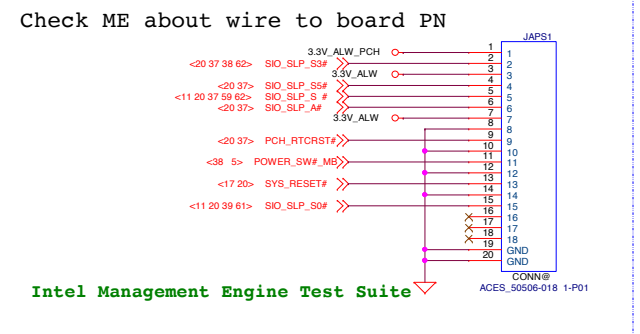 Check ME about wire to board PN
JAPS1
3.3V_ALW_PCH 1 1
<20 37 38 62> SIO_SLP_S3# 2 2
3.3V_ALW 3 3
<20 37> SIO_SLP_S5# 4 4
<11 20 37 59 62> SIO_SLP_S # 5 5
<20 37> SIO_SLP_A# 6 6
3.3V_ALW 7 7
8 8
<20 37> PCH_RTCRST# 9 9
10 10
<38 5> POWER_SW#_MB 11 11
12 12
<17 20> SYS_RESET# 13 13
14 14
<11 20 39 61> SIO_SLP_S0# 15 15
16 16
17 17
18 18
19 GND
20 GND
CONN@
ACES_50506-018 1-P01
Intel Management Engine Test Suite